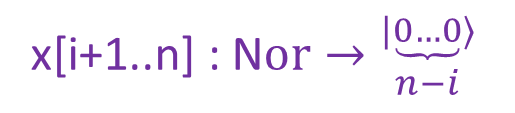 x[i+1..n] : Nor → |0...0⟩
n−i